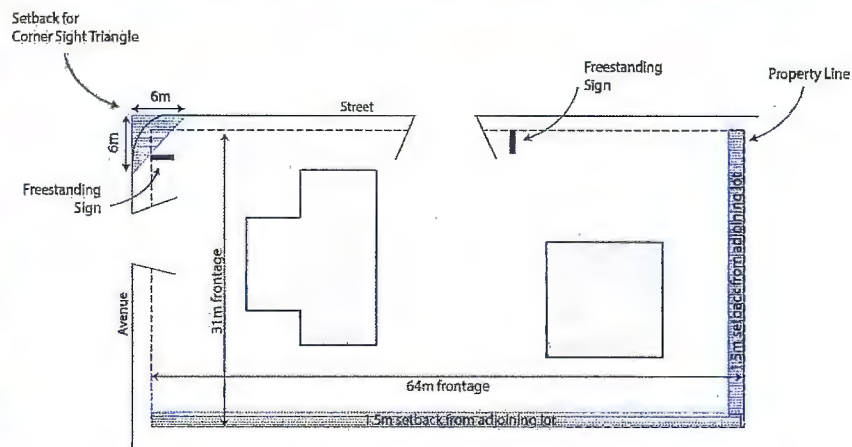 Setback for
Corner Sight Triangle
6m
6m
Street
Freestanding
Sign
Property Line
Freestanding
Sign
31m frontage
Avenue
1.5m setback from adjoining lot
64m frontage
1.5m setback from adjoining lot